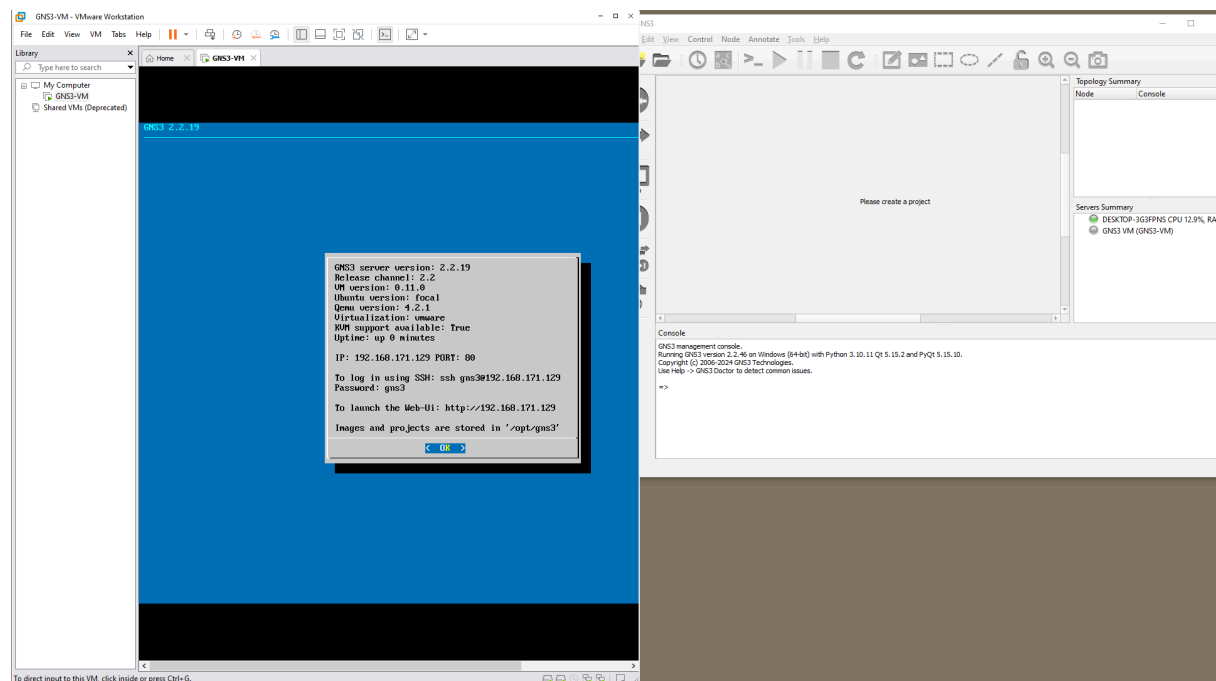 GNS3-VM - VMware Workstation
File Edit View VM Tabs Help
Library
Type here to search
My Computer
GNS3-VM
Shared VMs (Deprecated)
Home
GNS3-VM
GNS3 2.2.19
GNS3 server version: 2.2.19
Release channel: 2.2
VM version: 0.11.0
Ubuntu version: focal
Qemu version: 4.2.1
Virtualization: vmware
KVM support available: True
Uptime: up 0 minutes
IP: 192.168.171.129 PORT: 80
To log in using SSH: ssh gns3@192.168.171.129
Password: gns3
To launch the Web-Ui: http://192.168.171.129
Images and projects are stored in '/opt/gns3'
< OK >
To direct input to this VM, click inside or press Ctrl+G.
GNS3
Edit View Control Node Annotate Tools Help
Please create a project
Topology Summary
Node Console
Servers Summary
DESKTOP-3G3FPNS CPU 12.9%, RA
GNS3 VM (GNS3-VM)
Console
GNS3 management console.
Running GNS3 version 2.2.46 on Windows (64-bit) with Python 3.10.11 Qt 5.15.2 and PyQt 5.15.10.
Copyright (c) 2006-2024 GNS3 Technologies.
Use Help -> GNS3 Doctor to detect common issues.
=>